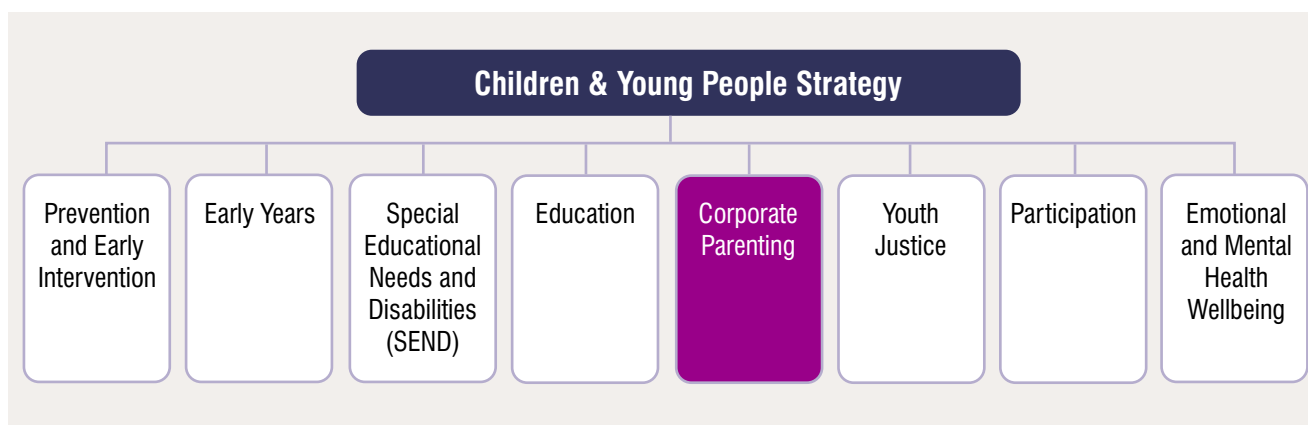 Children & Young People Strategy
Prevention
and Early
Intervention
Early Years
Special
Educational
Needs and
Disabilities
(SEND)
Education
Corporate
Parenting
Youth
Justice
Participation
Emotional
and Mental
Health
Wellbeing